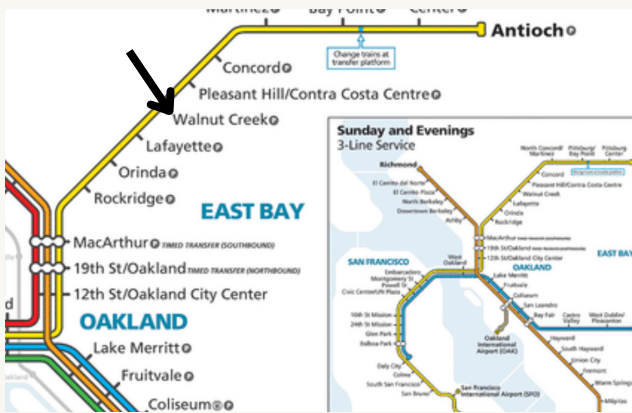 Antioch
Change trains at
transfer platform
Concord
Pleasant Hill/Contra Costa Centre
Walnut Creek
Lafayette
Orinda
Rockridge
EAST BAY
MacArthur TIMED TRANSFER (SOUTHBOUND)
19th St/Oakland TIMED TRANSFER (NORTHBOUND)
12th St/Oakland City Center
OAKLAND
Lake Merritt
Fruitvale
Coliseum
Sunday and Evenings
3-Line Service
North Concord/
Martinez
Pittsburg/
Bay Point
Pittsburg
Center
Richmond
El Cerrito del Norte
El Cerrito Plaza
North Berkeley
Downtown Berkeley
Ashby
Concord
Pleasant Hill/Contra Costa Centre
Walnut Creek
Lafayette
Orinda
Rockridge
MacArthur
19th St/Oakland
12th St/Oakland City Center
EAST BAY
SAN FRANCISCO
West
Oakland
OAKLAND
Embarcadero
Montgomery St
Powell St
Civic Center/UN Plaza
16th St Mission
24th St Mission
Glen Park
Balboa Park
Daly City
Colma
South San Francisco
San Bruno
Lake Merritt
Fruitvale
Coliseum
San Leandro
Bay Fair
Castro
Valley
West Dublin/
Pleasanton
Oakland
International
Airport (OAK)
Hayward
South Hayward
Union City
Fremont
Warm Springs
Milpitas
San Francisco
International Airport (SFO)